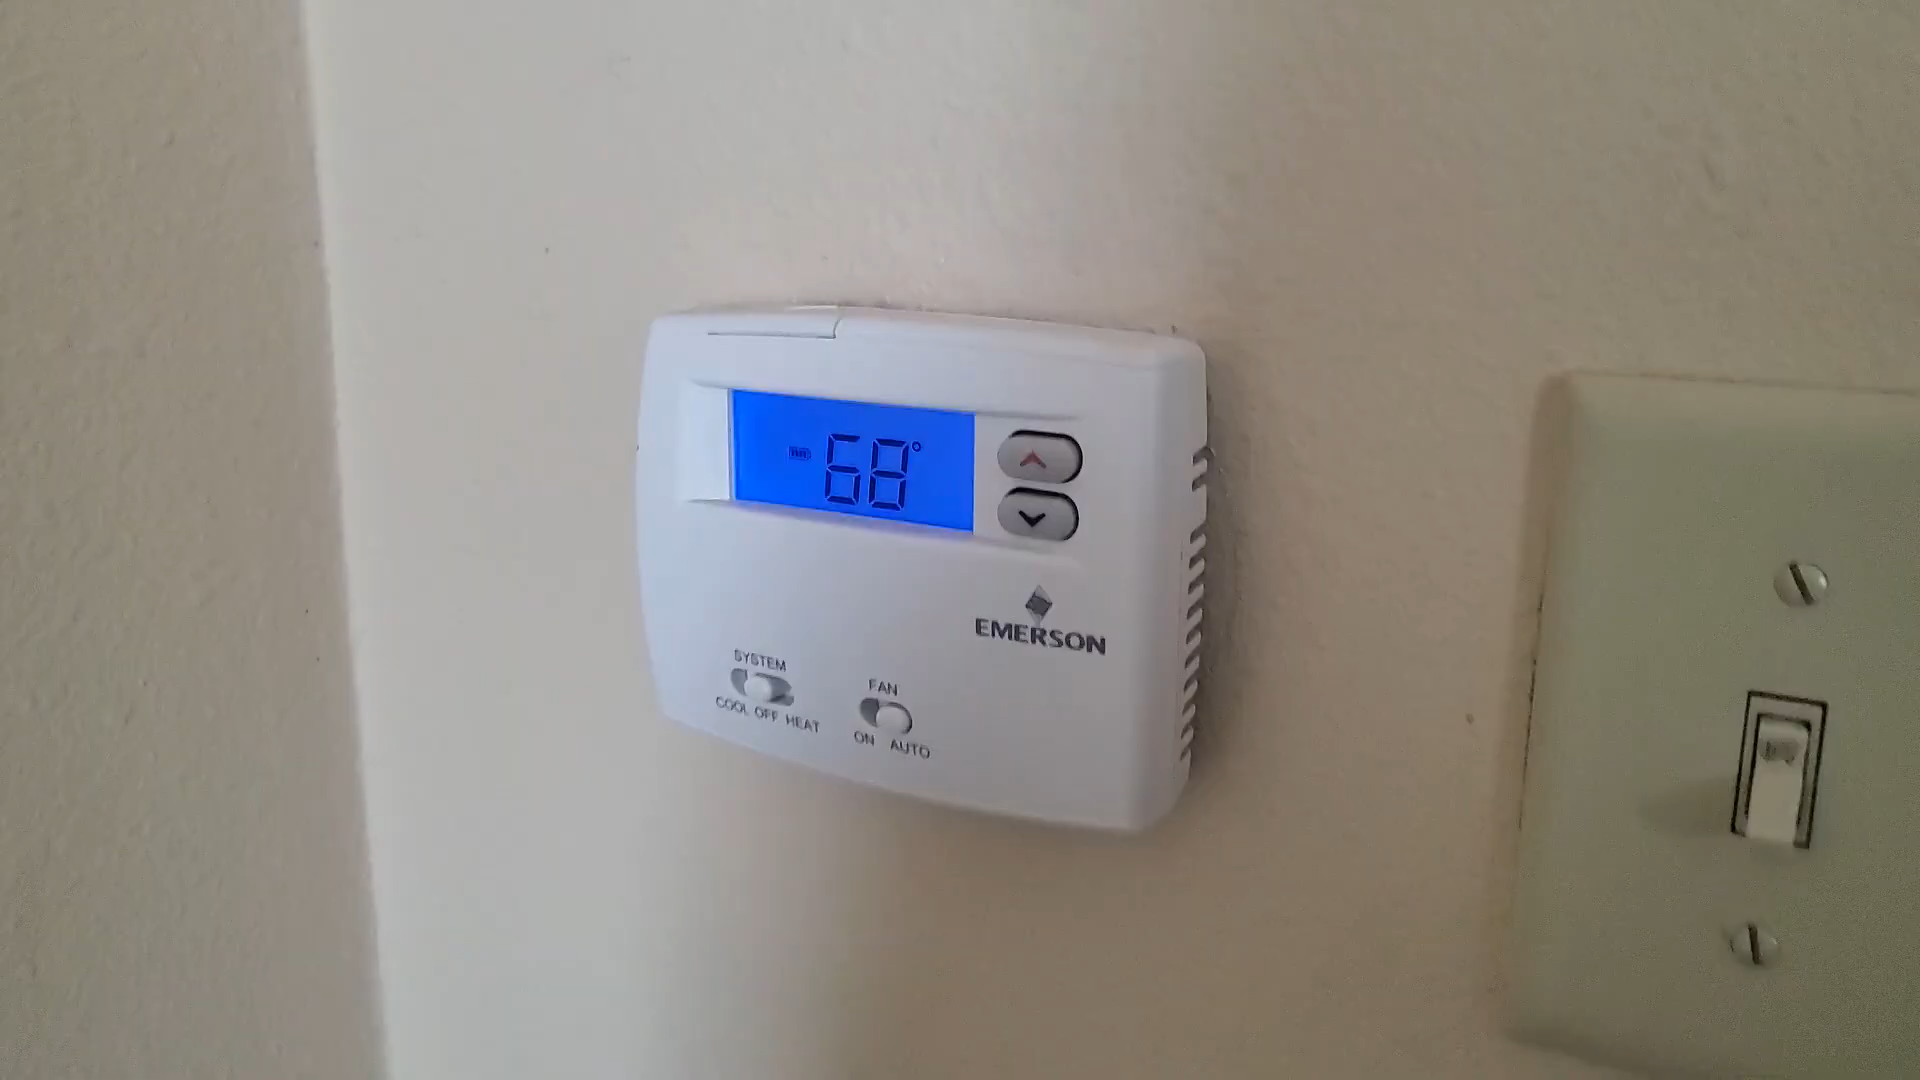 68°
EMERSON
SYSTEM
COOL OFF HEAT
FAN
ON AUTO